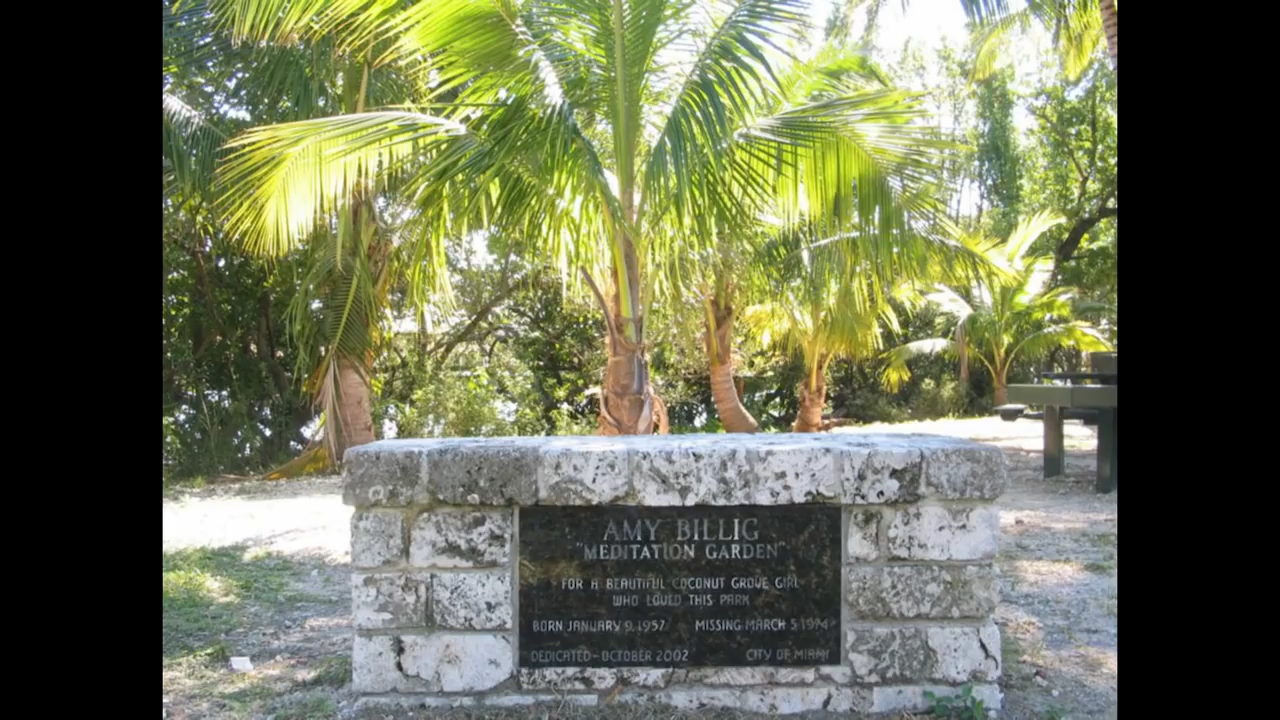 AMY BILLIG
"MEDITATION GARDEN"
FOR A BEAUTIFUL COCONUT GROVE GIRL
WHO LOVED THIS PARK
BORN JANUARY 9, 1957 MISSING MARCH 5 1974
DEDICATED - OCTOBER 2002 CITY OF MIAMI